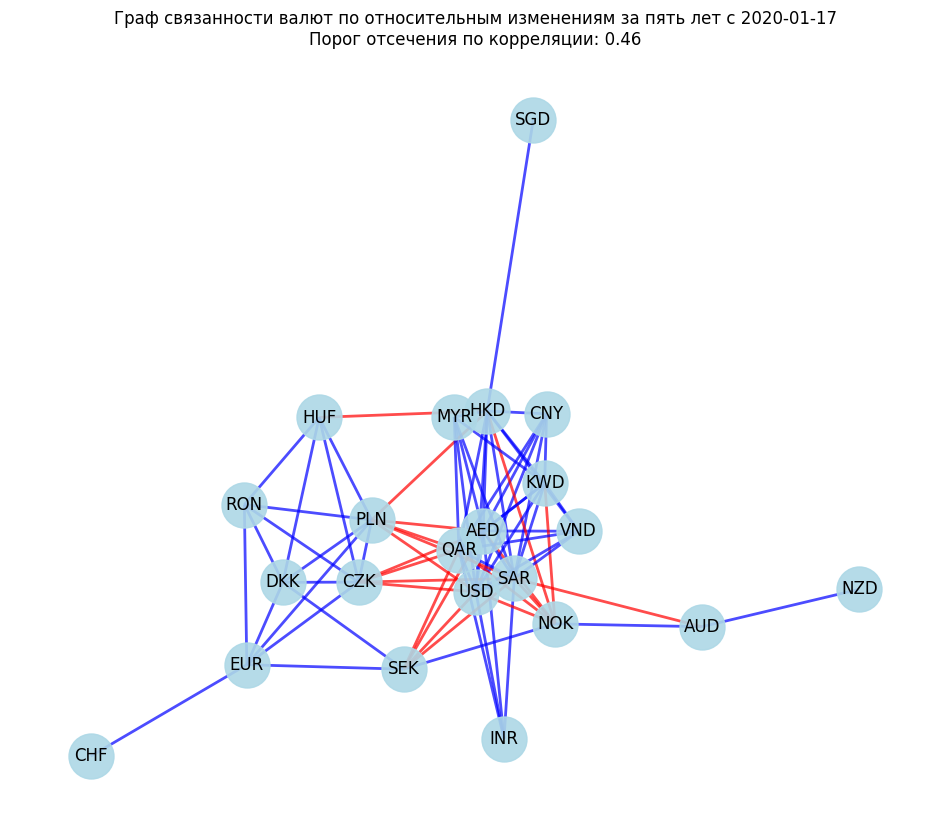 Граф связанности валют по относительным изменениям за пять лет с 2020-01-17
Порог отсечения по корреляции: 0.46
SGD
HUF
MYR
HKD
CNY
KWD
RON
PLN
AED
VND
QAR
DKK
CZK
USD
SAR
NZD
NOK
AUD
EUR
SEK
INR
CHF